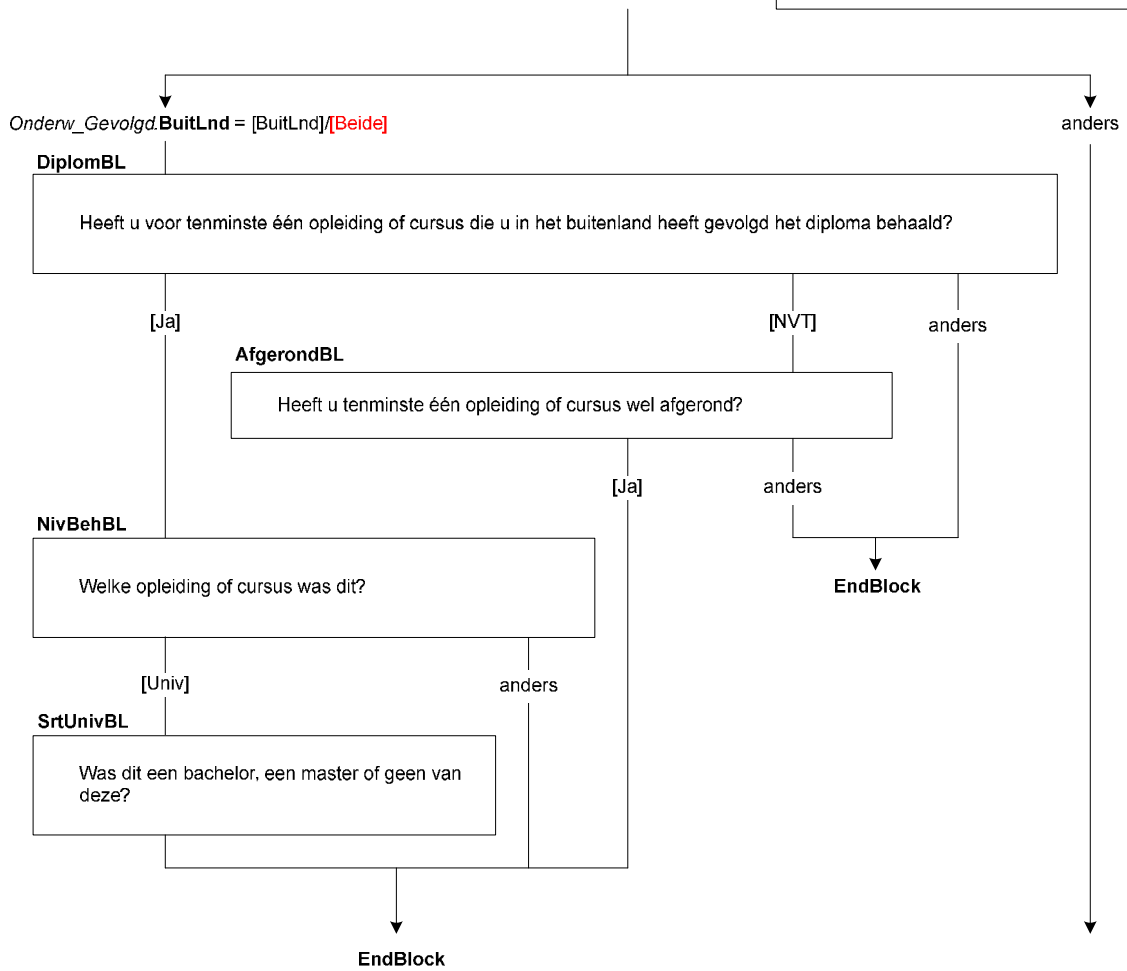 Onderw_Gevolgd.BuitLnd = [BuitLnd]/[Beide]
anders
DiplomBL
Heeft u voor tenminste één opleiding of cursus die u in het buitenland heeft gevolgd het diploma behaald?
[Ja]
[NVT]
anders
AfgerondBL
Heeft u tenminste één opleiding of cursus wel afgerond?
[Ja]
anders
NivBehBL
Welke opleiding of cursus was dit?
EndBlock
[Univ]
anders
SrtUnivBL
Was dit een bachelor, een master of geen van
deze?
EndBlock